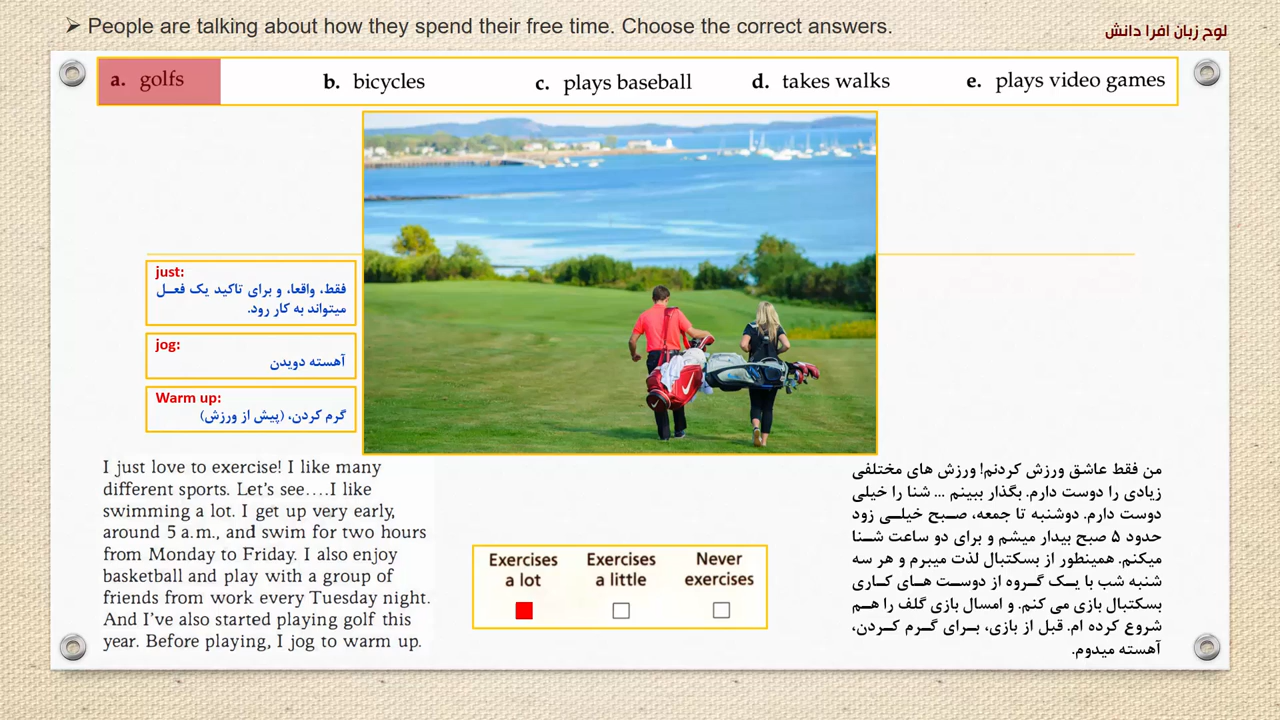 ➢ People are talking about how they spend their free time. Choose the correct answers.
لوح زبان افرا دانش
a. golfs b. bicycles c. plays baseball d. takes walks e. plays video games
just:
فقط، واقعا، و برای تاکید یک فعل
میتواند به کار رود.
jog:
آهسته دویدن
Warm up:
گرم کردن، (پیش از ورزش)
I just love to exercise! I like many
different sports. Let's see....I like
swimming a lot. I get up very early,
around 5 a.m., and swim for two hours
from Monday to Friday. I also enjoy
basketball and play with a group of
friends from work every Tuesday night.
And I've also started playing golf this
year. Before playing, I jog to warm up.
Exercises a lot
Exercises a little
Never exercises
من فقط عاشق ورزش کردنم! ورزش های مختلفی
زیادی را دوست دارم. بگذار ببینم ... شنا را خیلی
دوست دارم. دوشنبه تا جمعه، صبح خیلی زود
حدود ۵ صبح بیدار میشم و برای دو ساعت شنا
میکنم. همینطور از بسکتبال لذت میبرم و هر سه
شنبه شب با یک گروه از دوست های کاری
بسکتبال بازی می کنم. و امسال بازی گلف را هم
شروع کرده ام. قبل از بازی، برای گرم کردن،
آهسته میدوم.